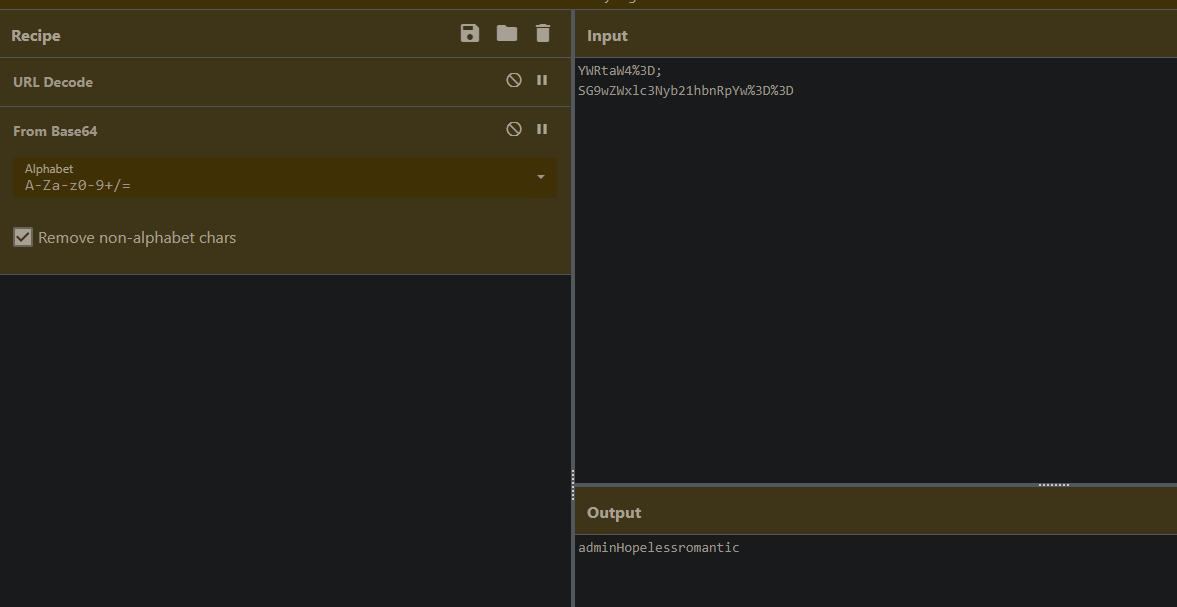 Recipe
URL Decode
From Base64
Alphabet
A-Za-z0-9+/=
Remove non-alphabet chars
Input
YWRtaW4%3D;
SG9wZWxlc3Nyb21hbnRpYw%3D%3D
Output
adminHopelessromantic